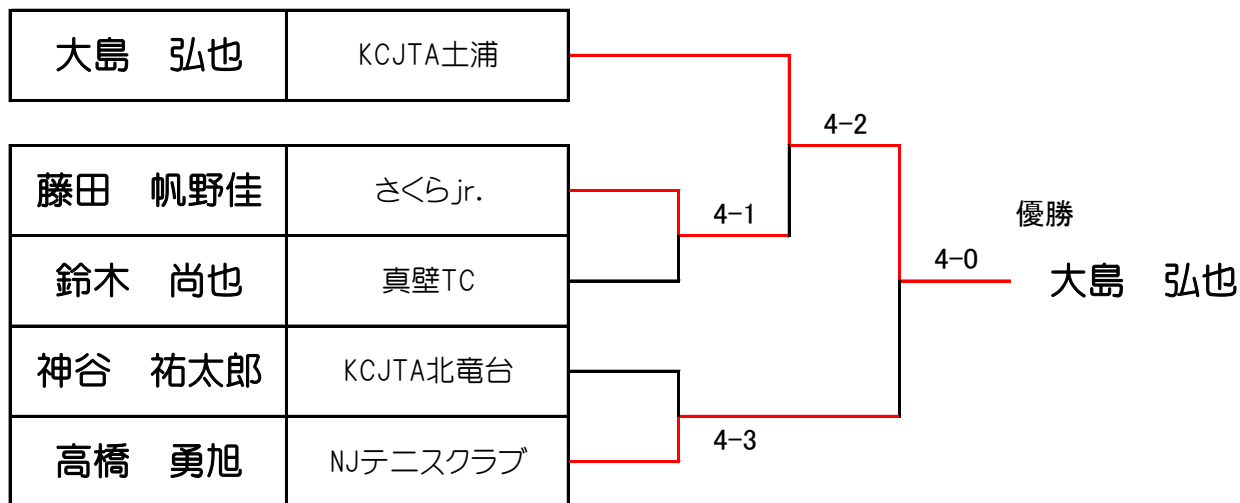 大島　弘也 KCJTA土浦
4-2
藤田　帆野佳 さくらjr.
4-1
優勝
鈴木　尚也 真壁TC
4-0
大島　弘也
神谷　祐太郎 KCJTA北竜台
4-3
高橋　勇旭 NJテニスクラブ